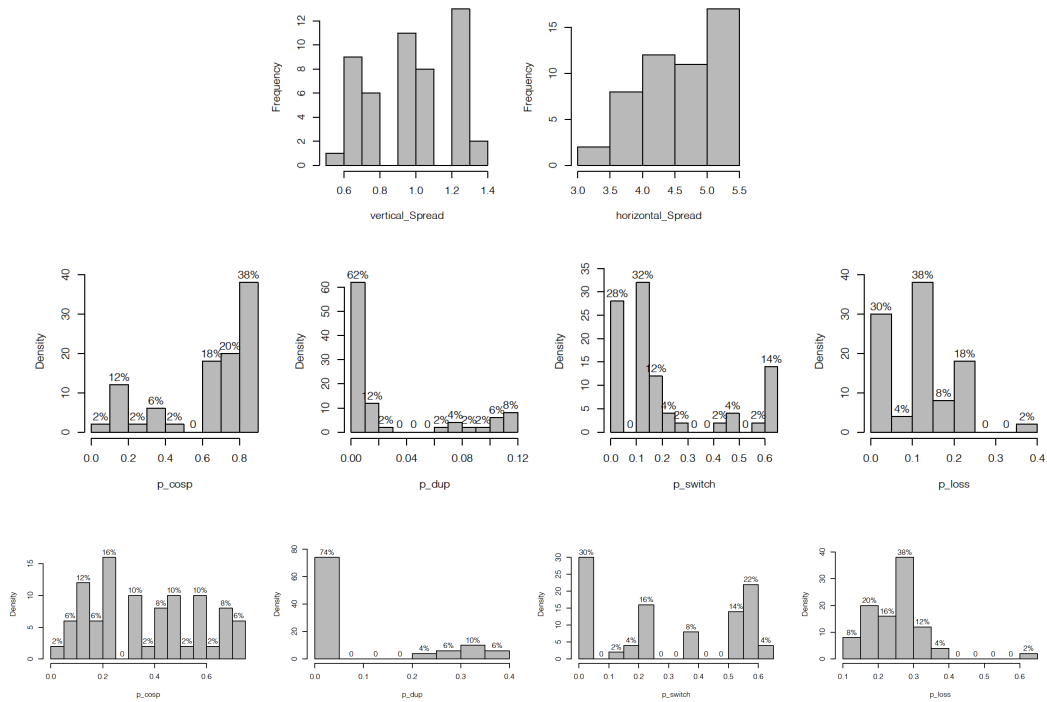 Frequency
0 2 4 6 8 10 12
0.6 0.8 1.0 1.2 1.4
vertical_Spread
Frequency
0 5 10 15
3.0 3.5 4.0 4.5 5.0 5.5
horizontal_Spread
Density
0 10 20 30 40
2% 12% 2% 6% 2% 0 18% 20% 38%
0.0 0.2 0.4 0.6 0.8
p_cosp
Density
0 10 20 30 40 50 60
62% 12% 2% 0 0 0 2% 4% 2% 2% 6% 8%
0.00 0.04 0.08 0.12
p_dup
Density
0 5 10 15 20 25 30 35
28% 0 32% 12% 4% 2% 0 0 2% 4% 0 2% 14%
0.0 0.1 0.2 0.3 0.4 0.5 0.6
p_switch
Density
0 10 20 30 40
30% 4% 38% 8% 18% 0 0 2%
0.0 0.1 0.2 0.3 0.4
p_loss
Density
0 5 10 15
2% 6% 12% 6% 16% 0 10% 2% 8% 10% 2% 10% 2% 8% 6%
0.0 0.2 0.4 0.6
p_cosp
Density
0 20 40 60 80
74% 0 0 0 4% 6% 10% 6%
0.0 0.1 0.2 0.3 0.4
p_dup
Density
0 5 10 15 20 25 30
30% 0 2% 4% 16% 0 0 8% 0 0 14% 22% 4%
0.0 0.1 0.2 0.3 0.4 0.5 0.6
p_switch
Density
0 10 20 30 40
8% 20% 16% 38% 12% 4% 0 0 0 0 2%
0.1 0.2 0.3 0.4 0.5 0.6
p_loss